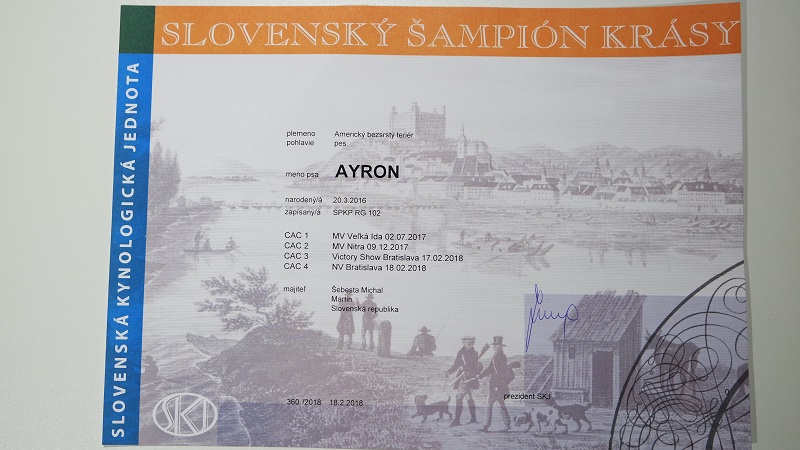 SLOVENSKÝ ŠAMPIÓN KRÁSY
SLOVENSKÁ KYNOLOGICKÁ JEDNOTA
plemeno Americký bezsrstý teriér
pohlavie pes
meno psa AYRON
narodený/á 20.3.2016
zapísaný/á SPKP RG 102
CAC 1 MV Veľká Ida 02.07.2017
CAC 2 MV Nitra 09.12.2017
CAC 3 Victory Show Bratislava 17.02.2018
CAC 4 NV Bratislava 18.02.2018
majiteľ Šebesta Michal
Martin
Slovenská republika
360 /2018 18.2.2018
prezident SKJ
SKJ